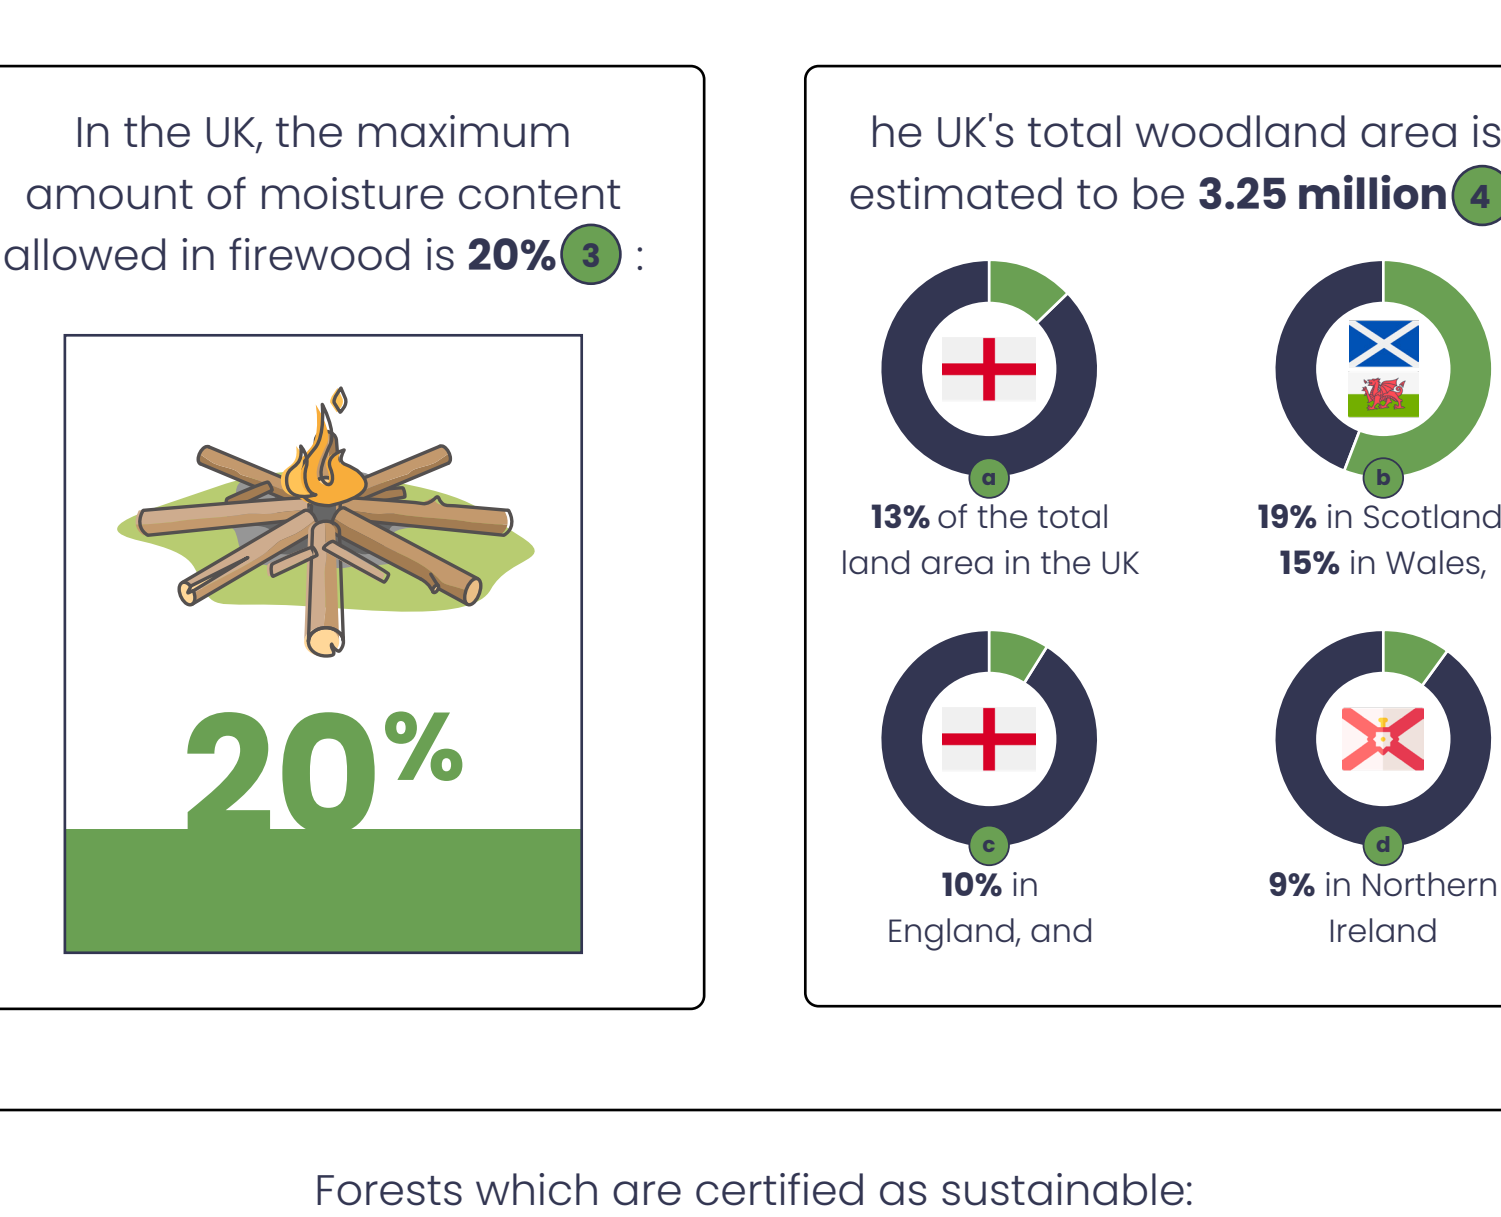 In the UK, the maximum
amount of moisture content
allowed in firewood is 20% 3 :
20%
he UK's total woodland area is
estimated to be 3.25 million 4
a
13% of the total
land area in the UK
b
19% in Scotland
15% in Wales,
c
10% in
England, and
d
9% in Northern
Ireland
Forests which are certified as sustainable: